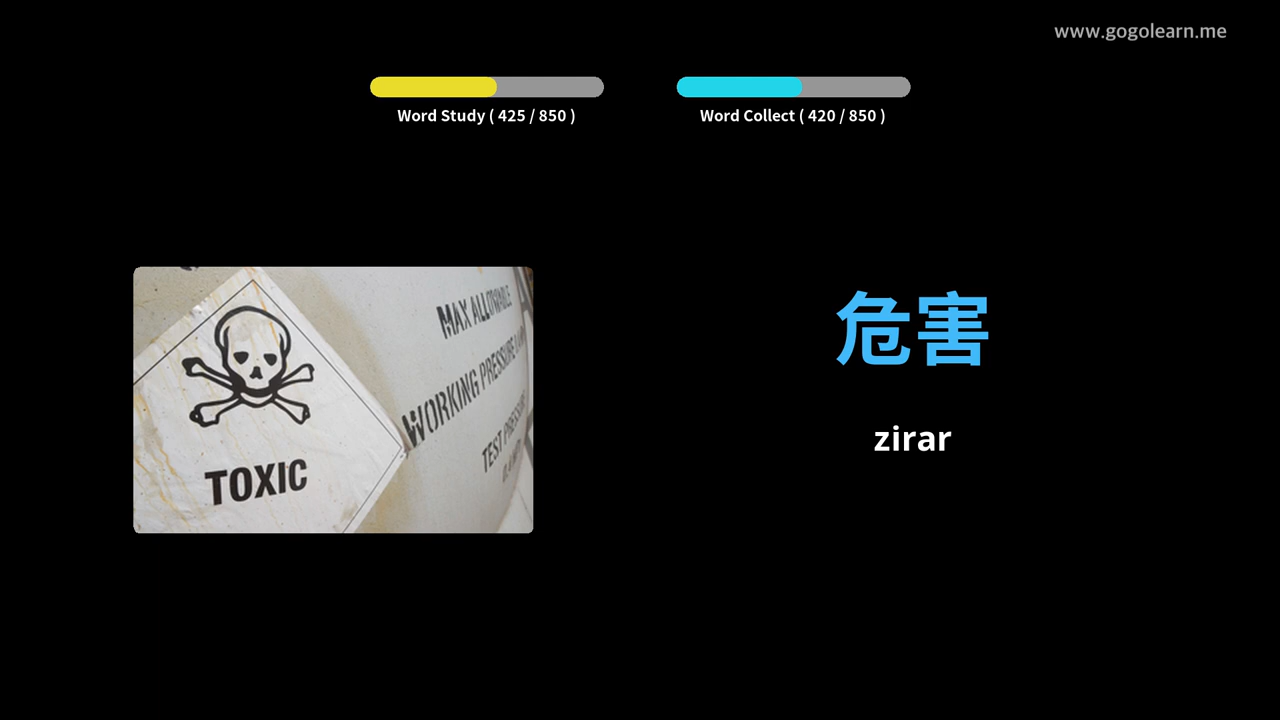 www.gogolearn.me
Word Study ( 425 / 850 )
Word Collect ( 420 / 850 )
MAX ALLOWABLE
WORKING PRESSURE
TEST PRESSURE
TOXIC
危害
zirar